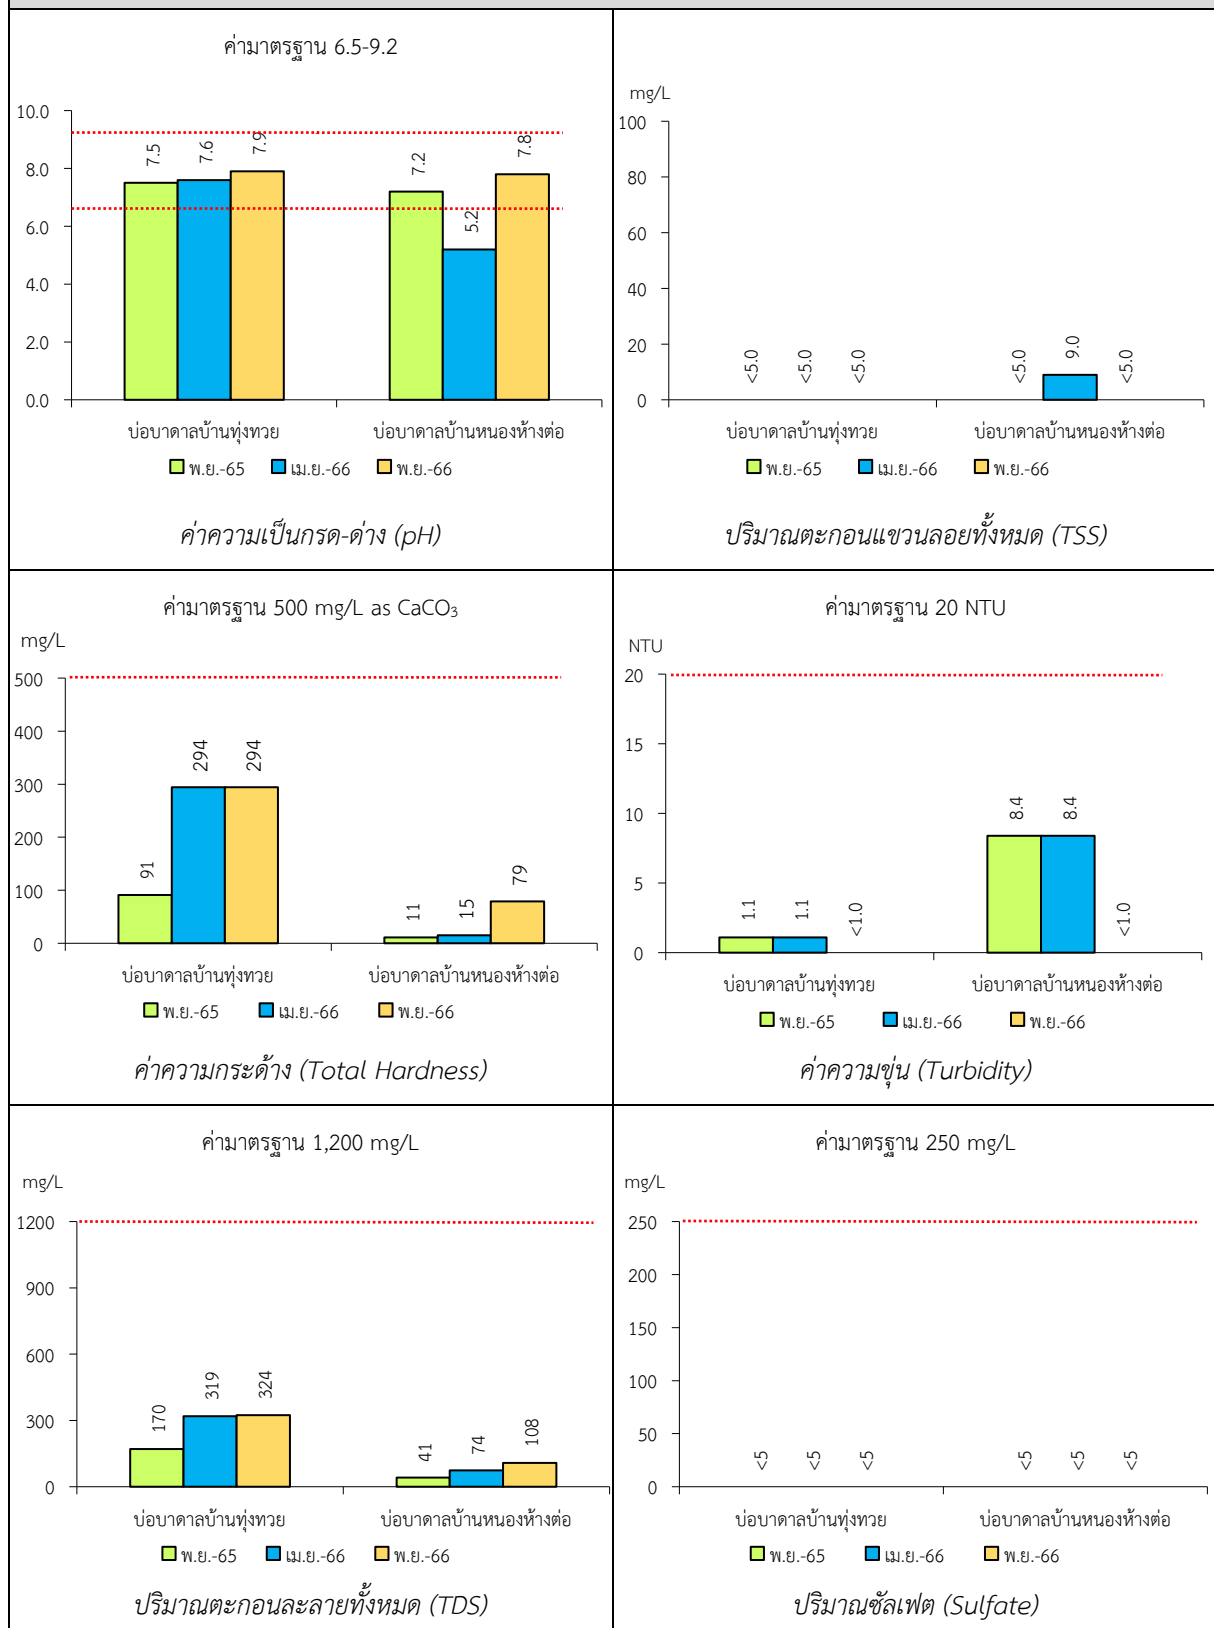 ค่ามาตรฐาน 6.5-9.2
10.0
8.0
6.0
4.0
2.0
0.0
7.5
7.6
7.9
7.2
5.2
7.8
บ่อบาดาลบ้านทุ่งทวย
บ่อบาดาลบ้านหนองห้างต่อ
พ.ย.-65 เม.ย.-66 พ.ย.-66
ค่าความเป็นกรด-ด่าง (pH)
mg/L
100
80
60
40
20
0
<5.0
<5.0
<5.0
<5.0
9.0
<5.0
บ่อบาดาลบ้านทุ่งทวย
บ่อบาดาลบ้านหนองห้างต่อ
พ.ย.-65 เม.ย.-66 พ.ย.-66
ปริมาณตะกอนแขวนลอยทั้งหมด (TSS)
ค่ามาตรฐาน 500 mg/L as CaCO₃
mg/L
500
400
300
200
100
0
91
294
294
11
15
79
บ่อบาดาลบ้านทุ่งทวย
บ่อบาดาลบ้านหนองห้างต่อ
พ.ย.-65 เม.ย.-66 พ.ย.-66
ค่าความกระด้าง (Total Hardness)
ค่ามาตรฐาน 20 NTU
NTU
20
15
10
5
0
1.1
1.1
<1.0
8.4
8.4
<1.0
บ่อบาดาลบ้านทุ่งทวย
บ่อบาดาลบ้านหนองห้างต่อ
พ.ย.-65 เม.ย.-66 พ.ย.-66
ค่าความขุ่น (Turbidity)
ค่ามาตรฐาน 1,200 mg/L
mg/L
1200
900
600
300
0
170
319
324
41
74
108
บ่อบาดาลบ้านทุ่งทวย
บ่อบาดาลบ้านหนองห้างต่อ
พ.ย.-65 เม.ย.-66 พ.ย.-66
ปริมาณตะกอนละลายทั้งหมด (TDS)
ค่ามาตรฐาน 250 mg/L
mg/L
250
200
150
100
50
0
<5
<5
<5
<5
<5
<5
บ่อบาดาลบ้านทุ่งทวย
บ่อบาดาลบ้านหนองห้างต่อ
พ.ย.-65 เม.ย.-66 พ.ย.-66
ปริมาณซัลเฟต (Sulfate)